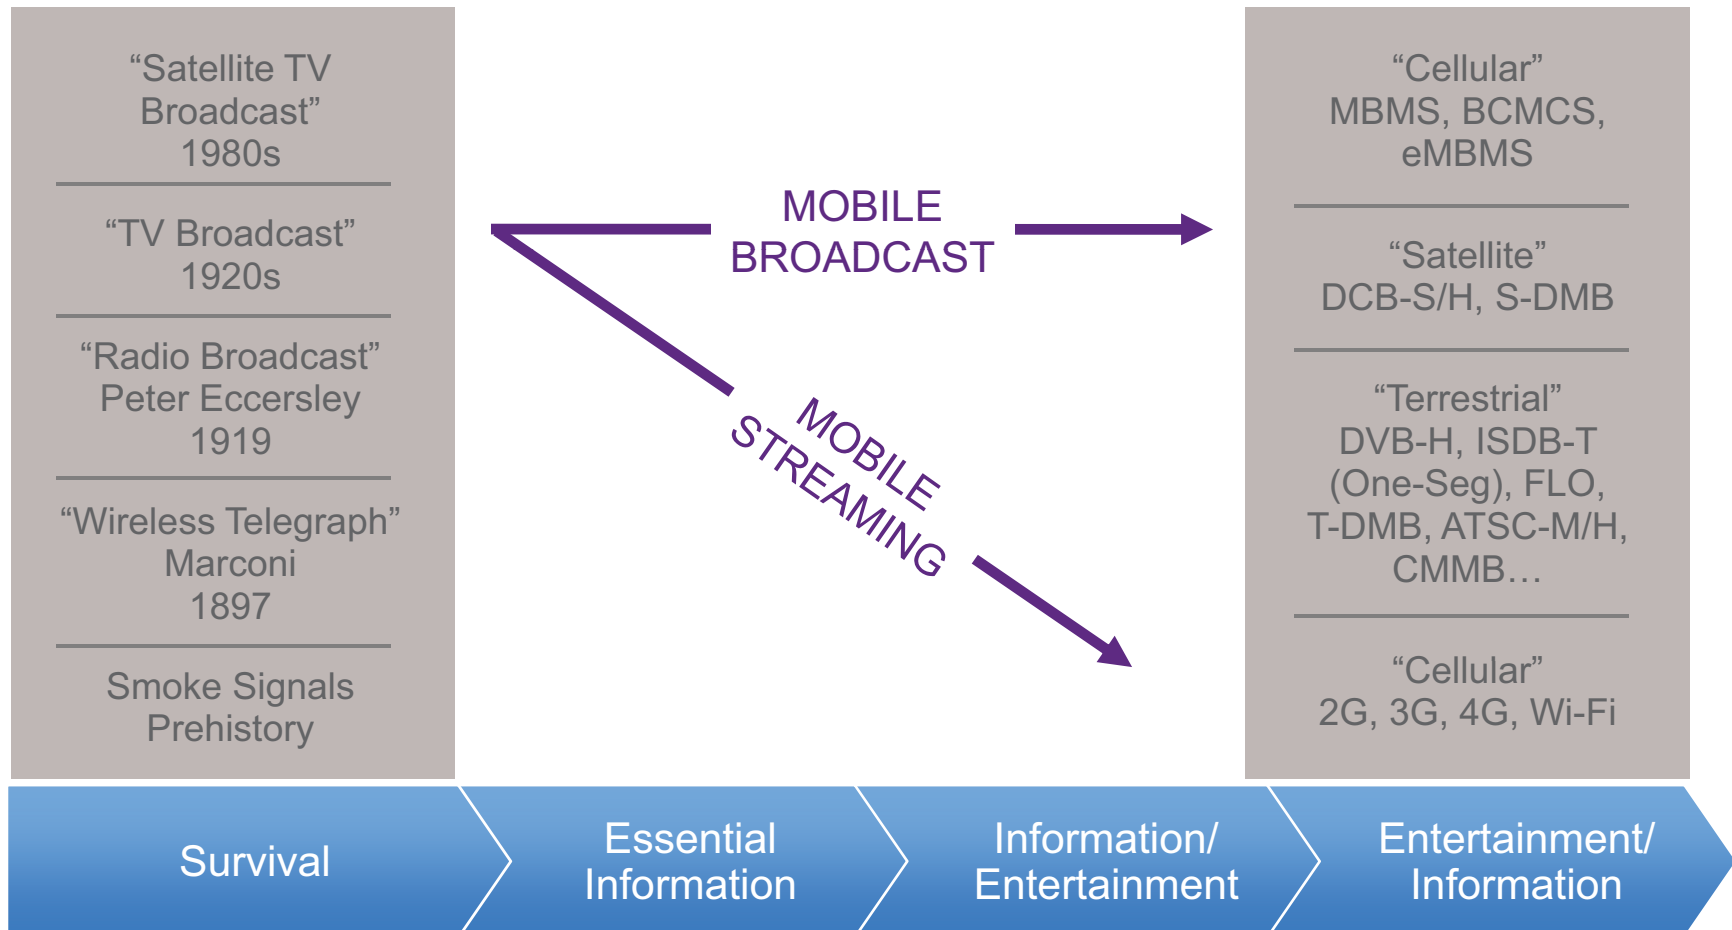 “Satellite TV
Broadcast”
1980s
“TV Broadcast”
1920s
“Radio Broadcast”
Peter Eccersley
1919
“Wireless Telegraph”
Marconi
1897
Smoke Signals
Prehistory
MOBILE
BROADCAST
MOBILE
STREAMING
“Cellular”
MBMS, BCMCS,
eMBMS
“Satellite”
DCB-S/H, S-DMB
“Terrestrial”
DVB-H, ISDB-T
(One-Seg), FLO,
T-DMB, ATSC-M/H,
CMMB…
“Cellular”
2G, 3G, 4G, Wi-Fi
Survival
Essential
Information
Information/
Entertainment
Entertainment/
Information